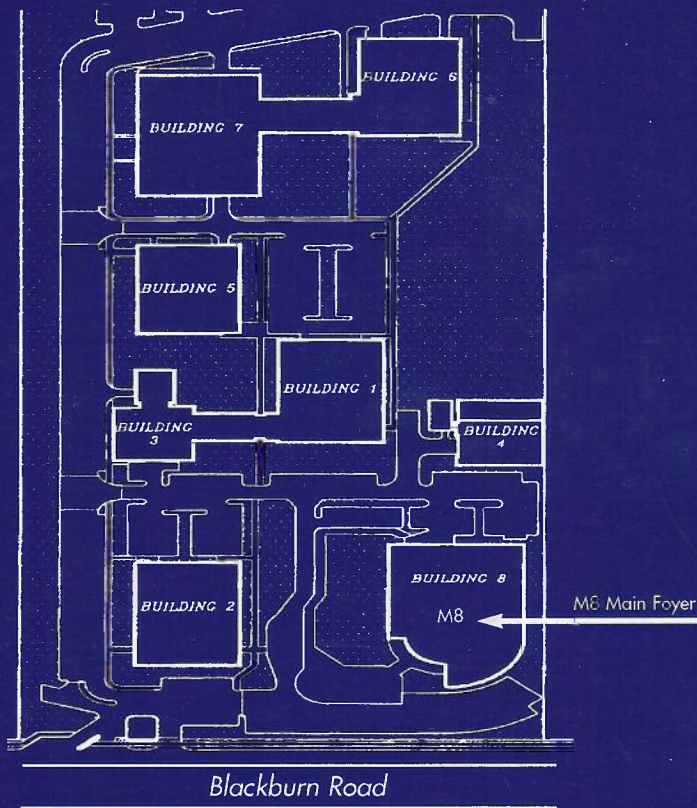 BUILDING 6
BUILDING 7
BUILDING 5
BUILDING 1
BUILDING
3
BUILDING
4
BUILDING 8
M8
M8 Main Foyer
BUILDING 2
Blackburn Road